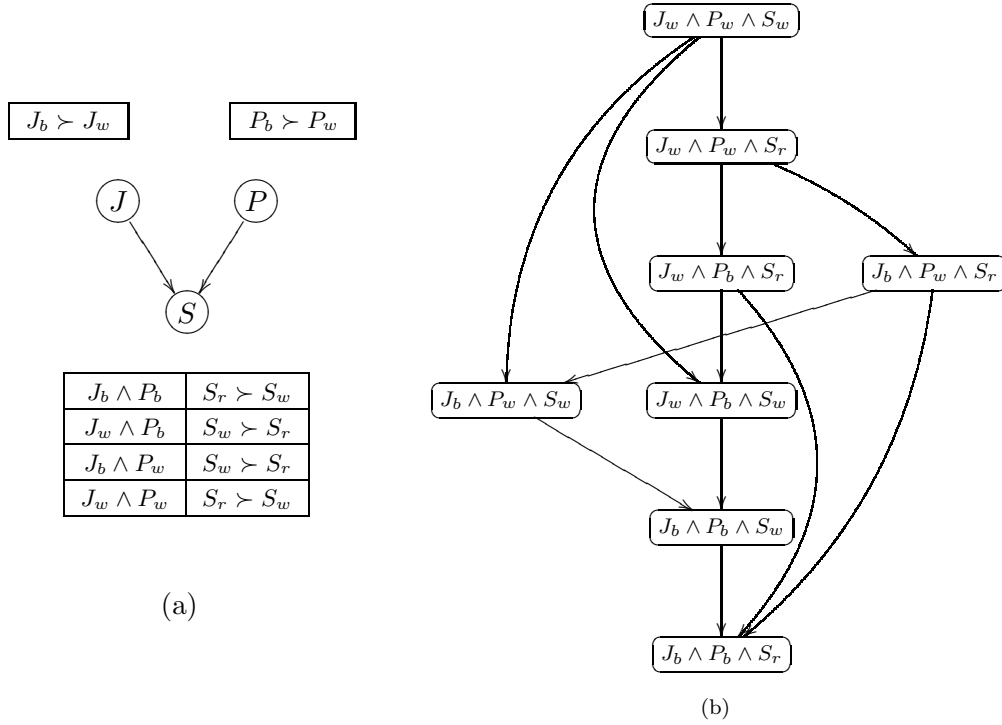 J_b ≻ J_w
P_b ≻ P_w
J
P
S
J_b ∧ P_b S_r ≻ S_w
J_w ∧ P_b S_w ≻ S_r
J_b ∧ P_w S_w ≻ S_r
J_w ∧ P_w S_r ≻ S_w
(a)
J_w ∧ P_w ∧ S_w
J_w ∧ P_w ∧ S_r
J_w ∧ P_b ∧ S_r
J_b ∧ P_w ∧ S_r
J_b ∧ P_w ∧ S_w
J_w ∧ P_b ∧ S_w
J_b ∧ P_b ∧ S_w
J_b ∧ P_b ∧ S_r
(b)